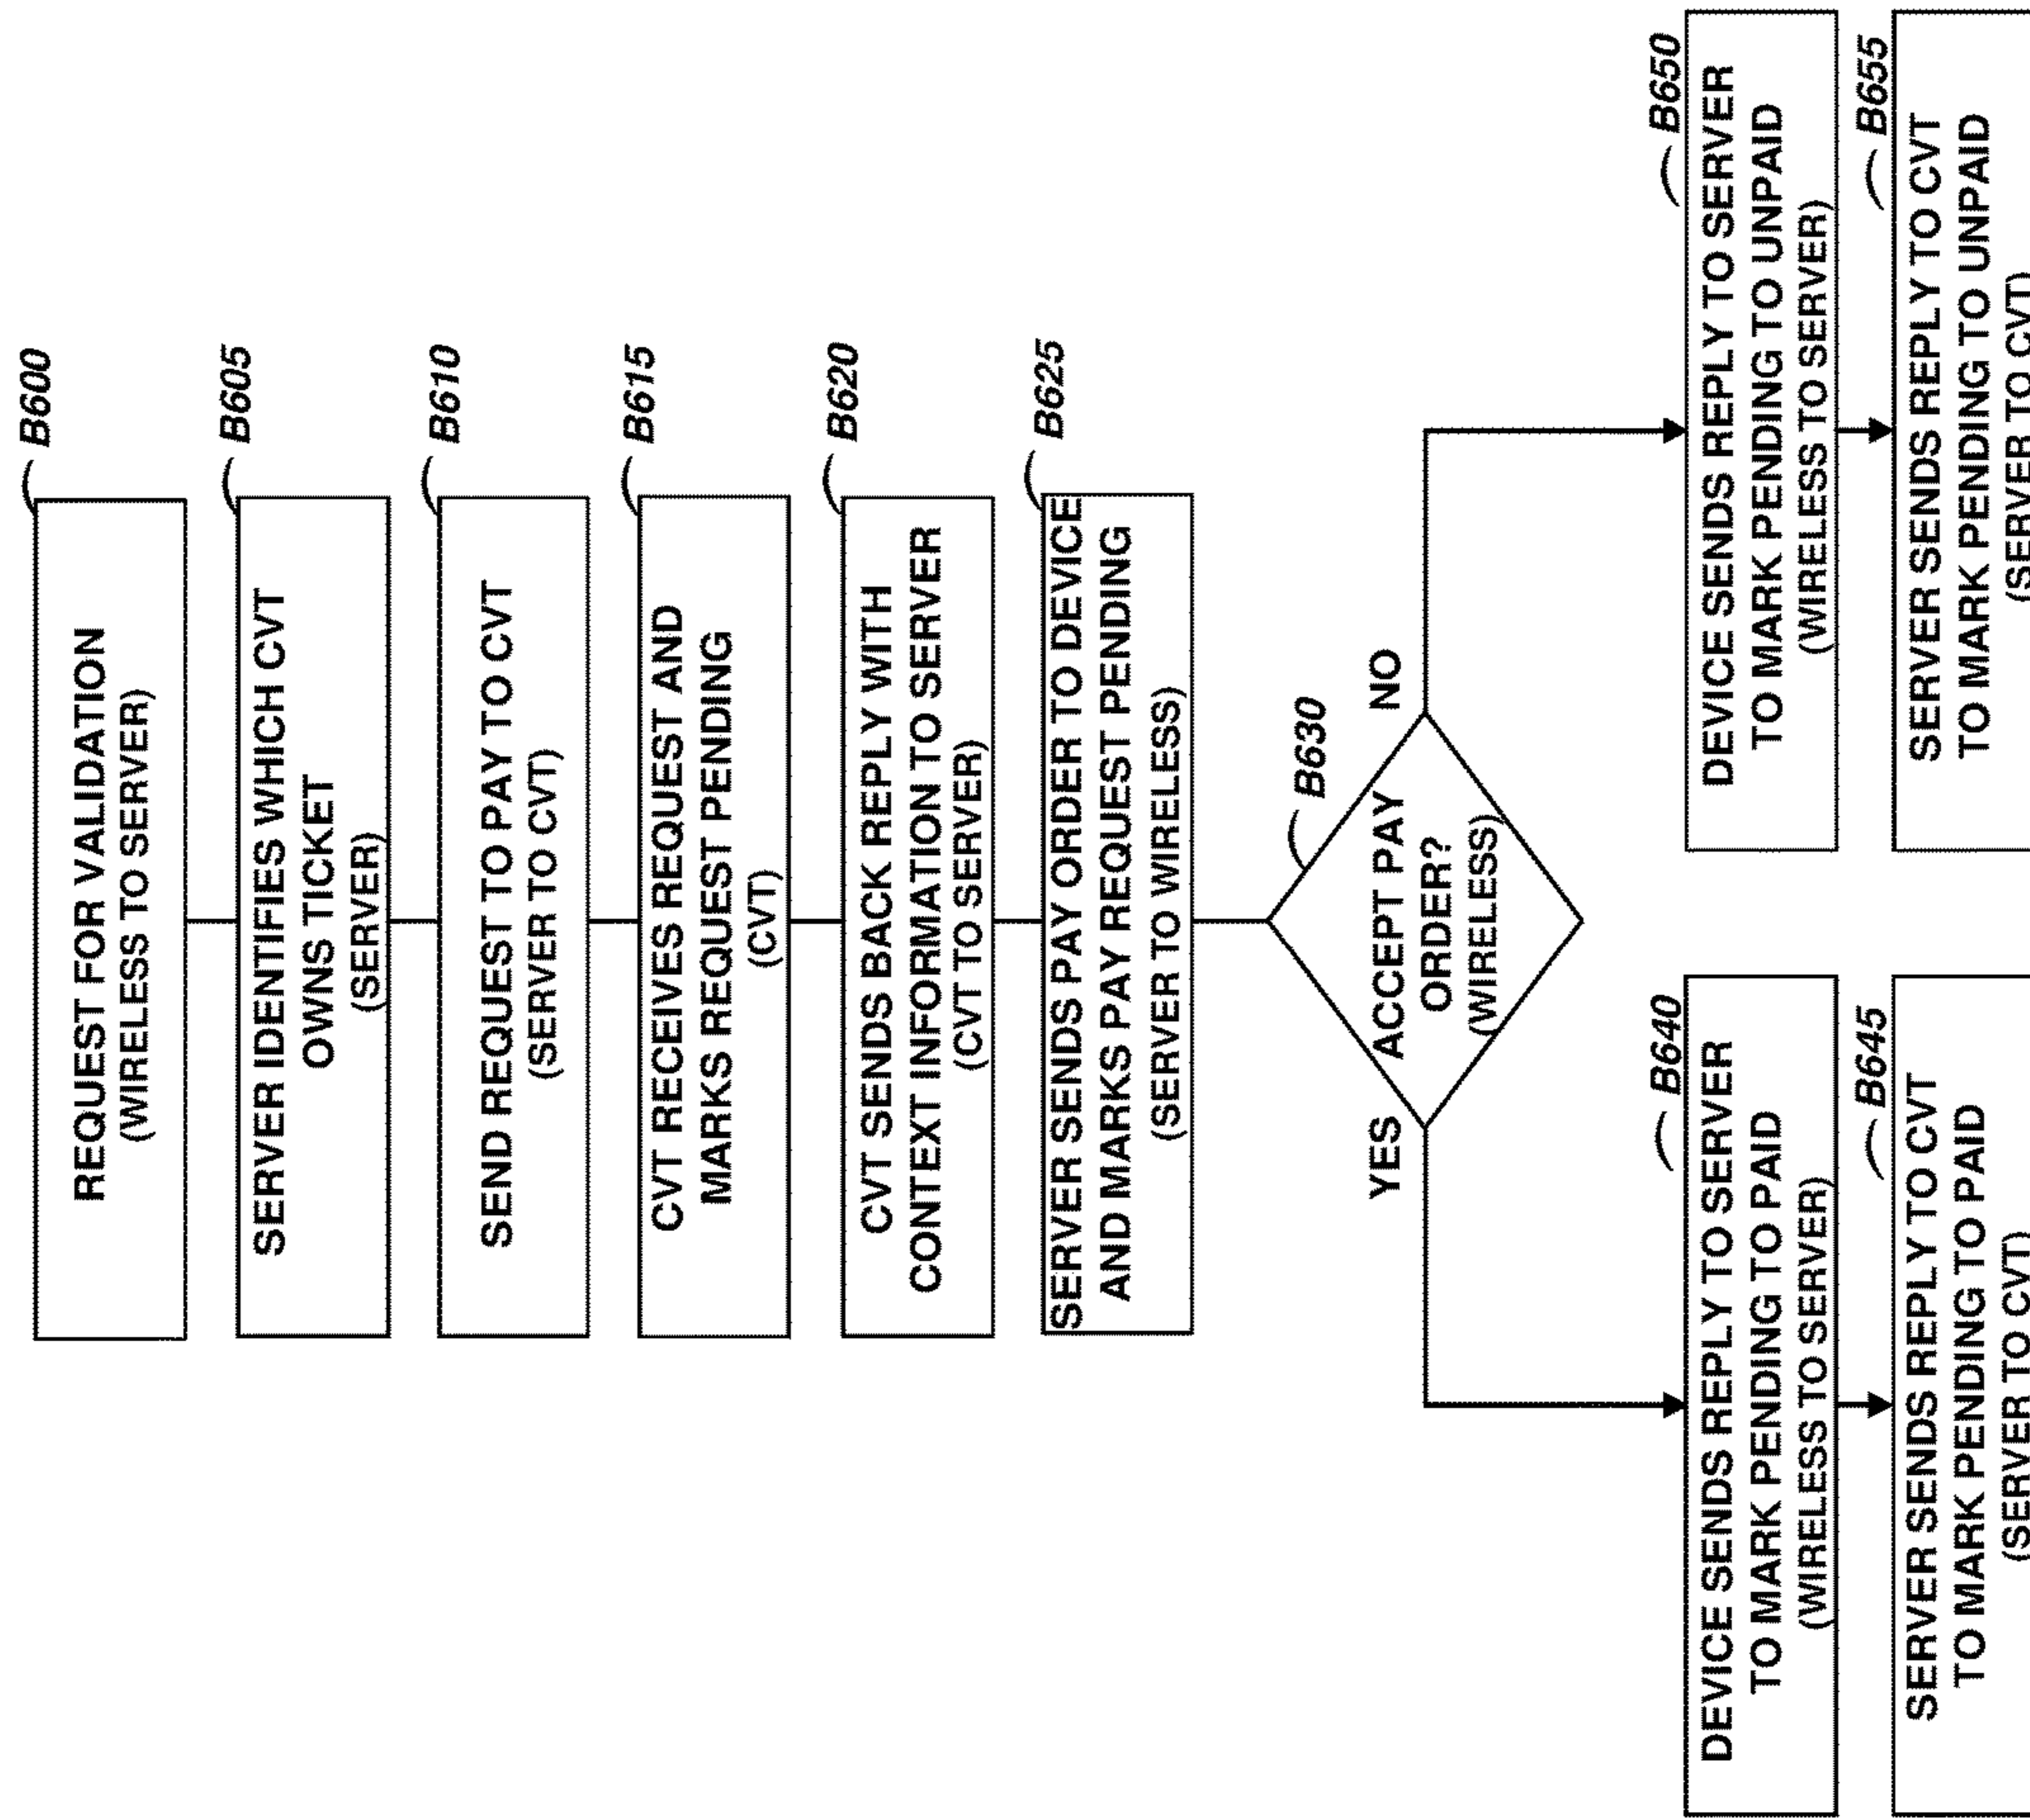 B600
REQUEST FOR VALIDATION
(WIRELESS TO SERVER)
B605
SERVER IDENTIFIES WHICH CVT
OWNS TICKET
(SERVER)
B610
SEND REQUEST TO PAY TO CVT
(SERVER TO CVT)
B615
CVT RECEIVES REQUEST AND
MARKS REQUEST PENDING
(CVT)
B620
CVT SENDS BACK REPLY WITH
CONTEXT INFORMATION TO SERVER
(CVT TO SERVER)
B625
SERVER SENDS PAY ORDER TO DEVICE
AND MARKS PAY REQUEST PENDING
(SERVER TO WIRELESS)
B630
ACCEPT PAY
ORDER?
(WIRELESS)
YES
NO
B640
DEVICE SENDS REPLY TO SERVER
TO MARK PENDING TO PAID
(WIRELESS TO SERVER)
B645
SERVER SENDS REPLY TO CVT
TO MARK PENDING TO PAID
(SERVER TO CVT)
B650
DEVICE SENDS REPLY TO SERVER
TO MARK PENDING TO UNPAID
(WIRELESS TO SERVER)
B655
SERVER SENDS REPLY TO CVT
TO MARK PENDING TO UNPAID
(SERVER TO CVT)